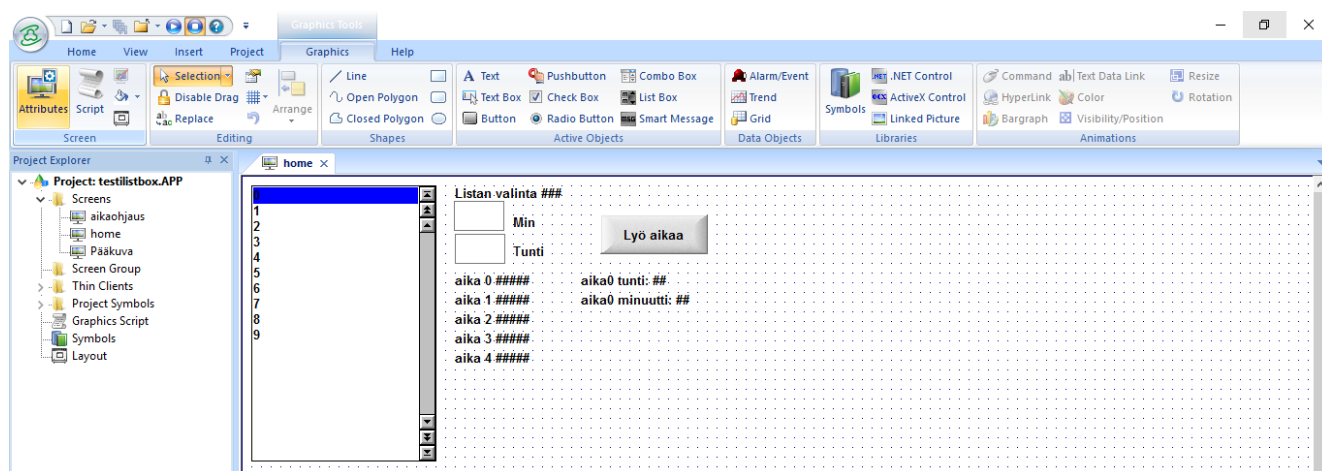 Graphics Tools
Home View Insert Project Graphics Help
Attributes Script Selection Disable Drag Replace Arrange
Line Open Polygon Closed Polygon
A Text Text Box Button Pushbutton Check Box Radio Button Combo Box List Box Smart Message
Alarm/Event Trend Grid
Symbols .NET Control ActiveX Control Linked Picture
Command Text Data Link Resize
HyperLink Color Rotation
Bargraph Visibility/Position
Screen Editing Shapes Active Objects Data Objects Libraries Animations
Project Explorer
home
Project: testilistbox.APP
Screens
aikaohjaus
home
Pääkuva
Screen Group
Thin Clients
Project Symbols
Graphics Script
Symbols
Layout
0
1
2
3
4
5
6
7
8
9
Listan valinta ###
Min
Tunti
Lyö aikaa
aika 0 ##### aika0 tunti: ##
aika 1 ##### aika0 minuutti: ##
aika 2 #####
aika 3 #####
aika 4 #####